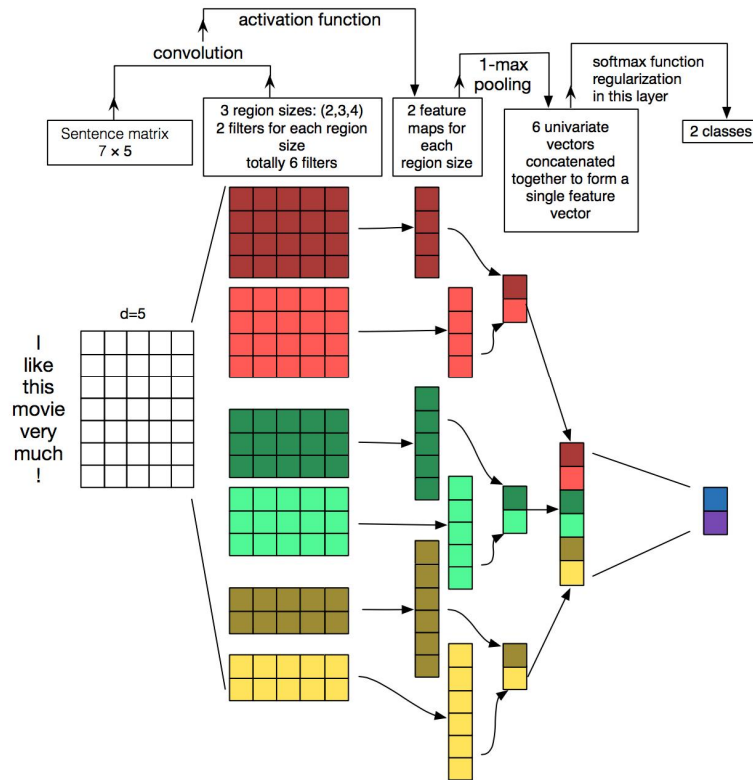 activation function
convolution
1-max
pooling
softmax function
regularization
in this layer
Sentence matrix
7 × 5
3 region sizes: (2,3,4)
2 filters for each region
size
totally 6 filters
2 feature
maps for
each
region size
6 univariate
vectors
concatenated
together to form a
single feature
vector
2 classes
d=5
I
like
this
movie
very
much
!